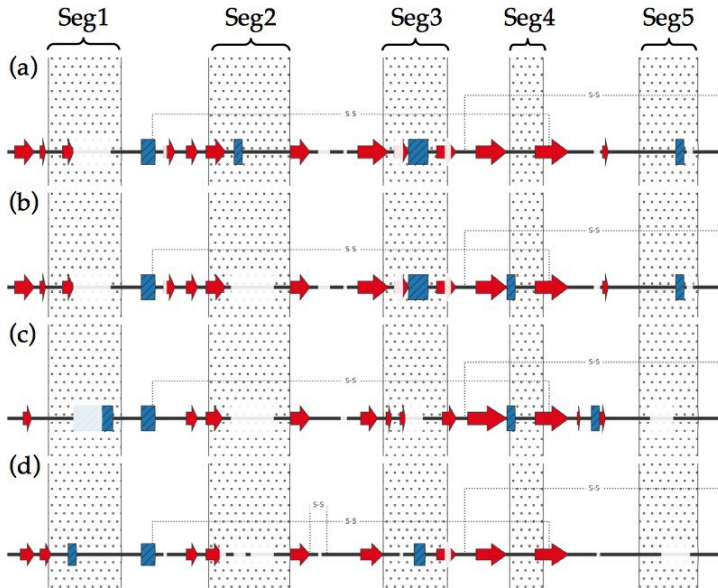 Seg1 Seg2 Seg3 Seg4 Seg5
(a)
S-S
S-S
(b)
S-S
S-S
(c)
S-S
S-S
(d)
S-S
S-S
S-S